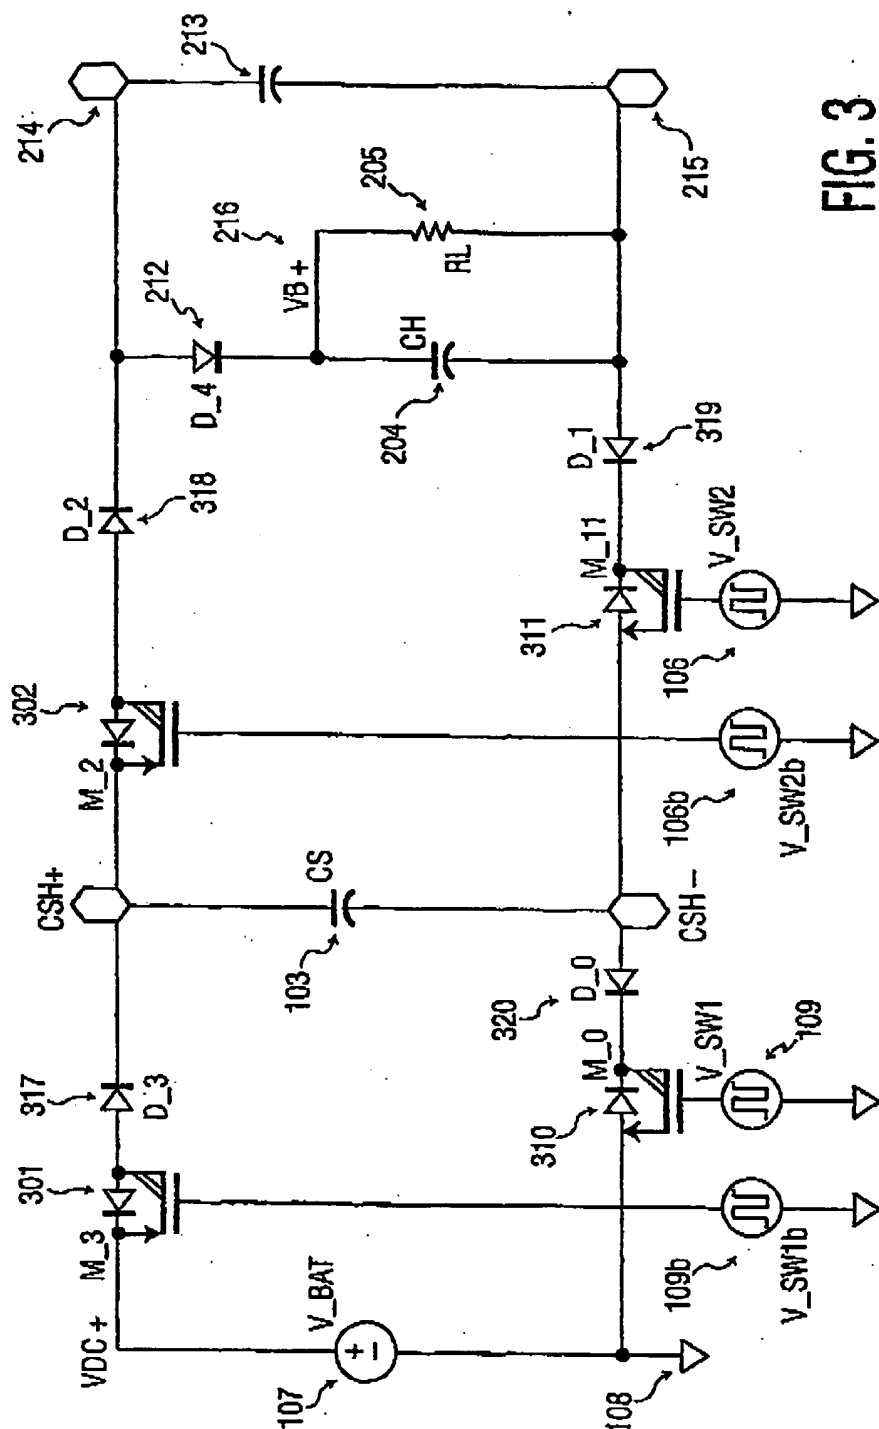 214
213
318
D_2
212
D_4
216
VB+
205
RL
CH
204
215
302
M_2
CSH+
CS
103
CSH-
317
D_3
301
M_3
VDC+
V_BAT
107
108
D_1
319
M_11
311
V_SW2
106
106b
V_SW2b
D_0
320
M_0
310
V_SW1
109
109b
V_SW1b
FIG. 3